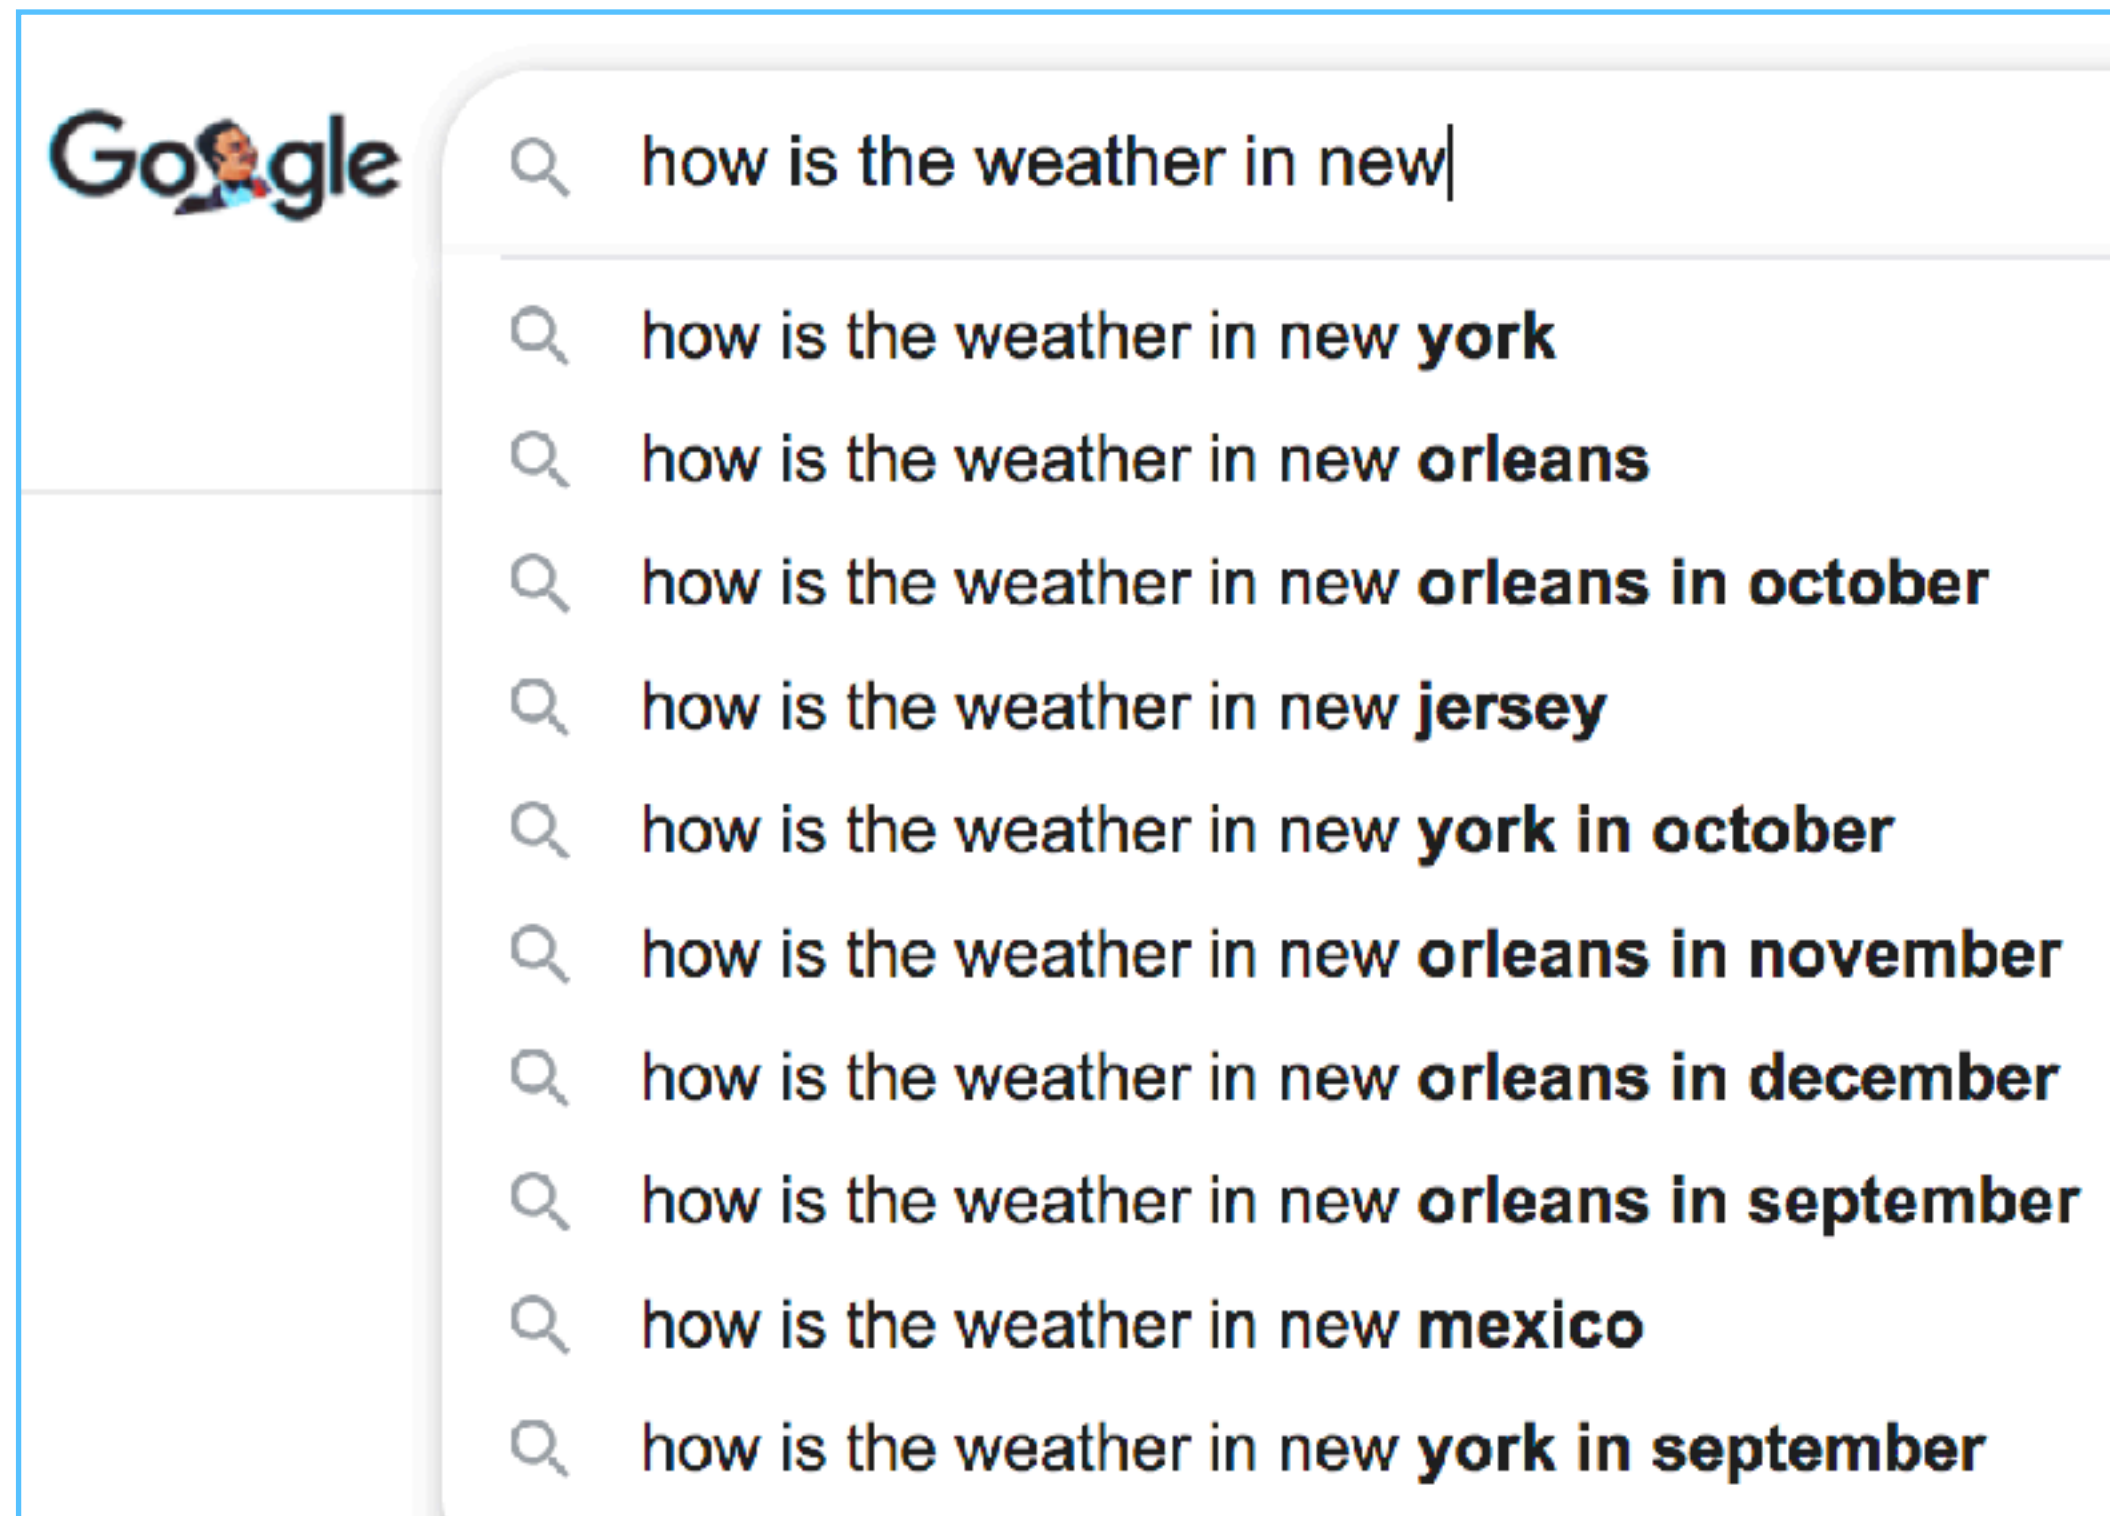 Google
how is the weather in new
how is the weather in new york
how is the weather in new orleans
how is the weather in new orleans in october
how is the weather in new jersey
how is the weather in new york in october
how is the weather in new orleans in november
how is the weather in new orleans in december
how is the weather in new orleans in september
how is the weather in new mexico
how is the weather in new york in september